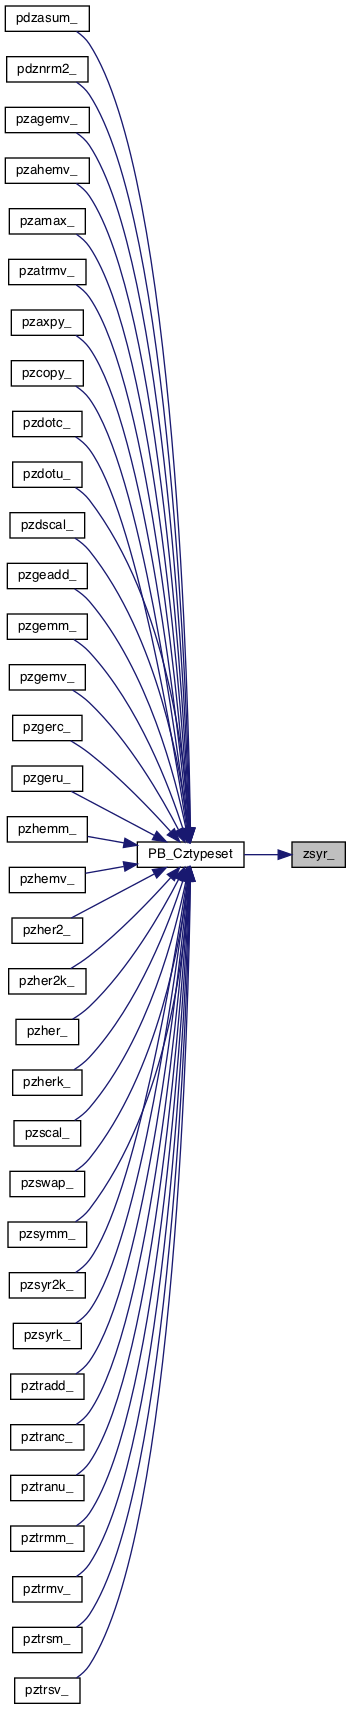 pdzasum_
pdznrm2_
pzagemv_
pzahemv_
pzamax_
pzatrmv_
pzaxpy_
pzcopy_
pzdotc_
pzdotu_
pzdscal_
pzgeadd_
pzgemm_
pzgemv_
pzgerc_
pzgeru_
pzhemm_
PB_Cztypeset
zsyr_
pzhemv_
pzher2_
pzher2k_
pzher_
pzherk_
pzscal_
pzswap_
pzsymm_
pzsyr2k_
pzsyrk_
pztradd_
pztranc_
pztranu_
pztrmm_
pztrmv_
pztrsm_
pztrsv_